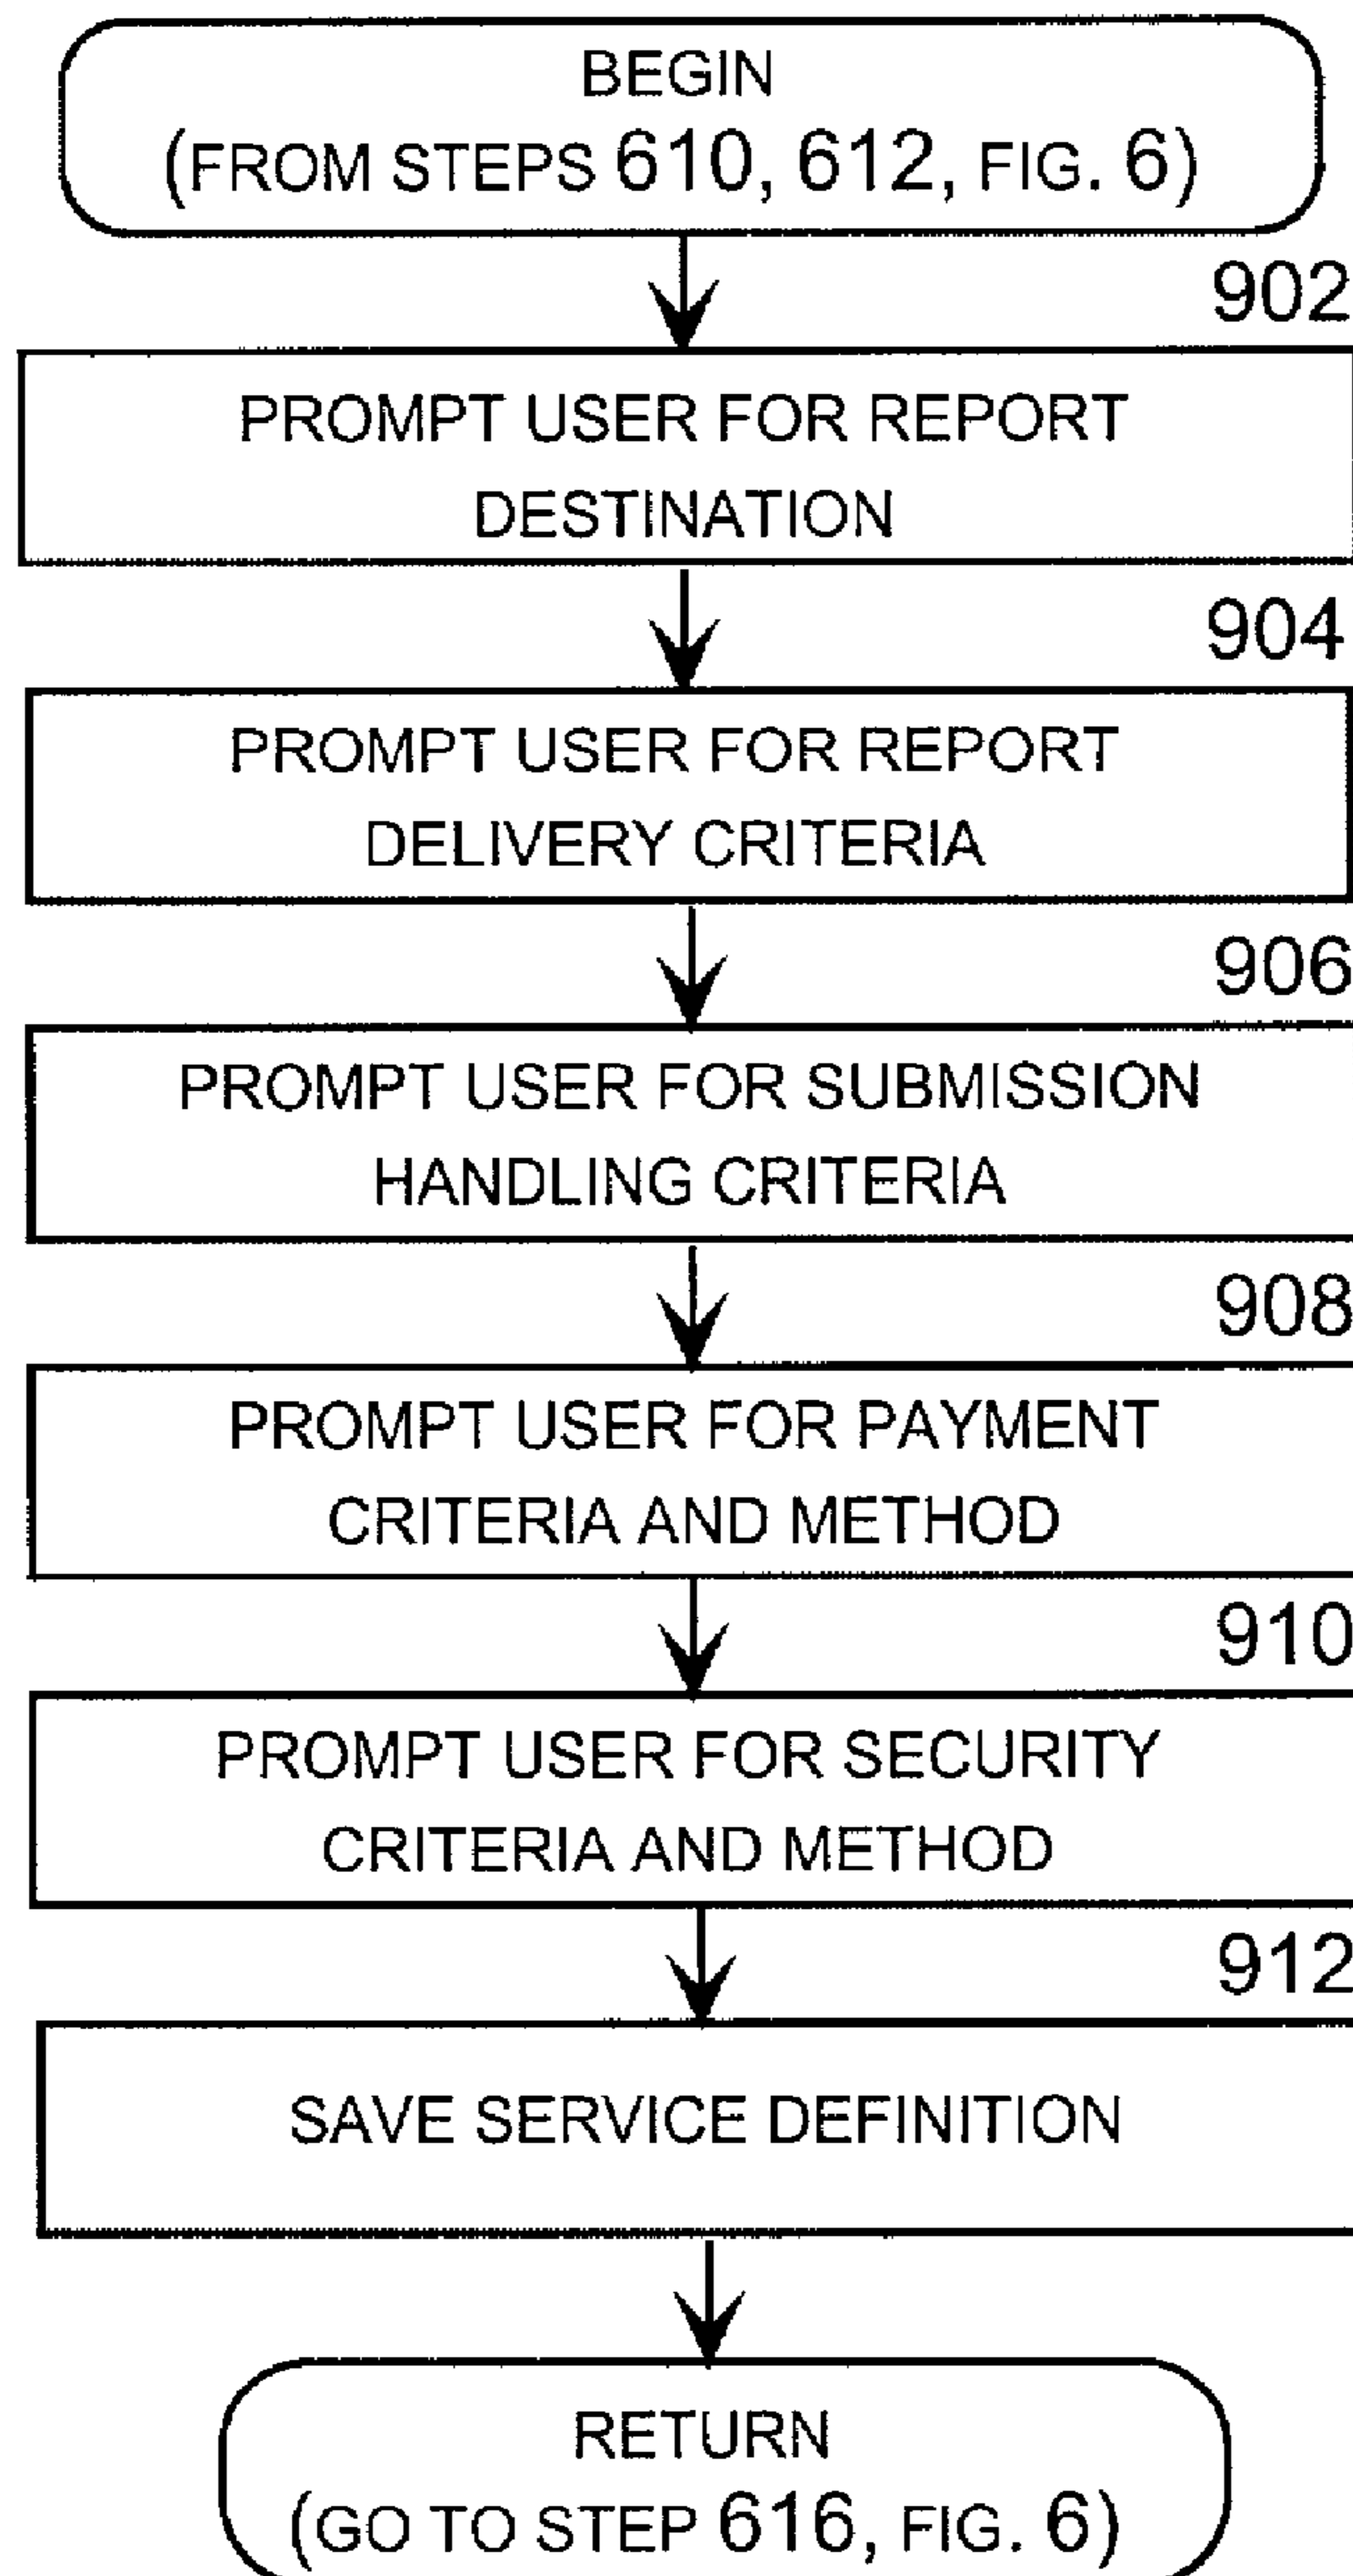 BEGIN
(FROM STEPS 610, 612, FIG. 6)
902
PROMPT USER FOR REPORT
DESTINATION
904
PROMPT USER FOR REPORT
DELIVERY CRITERIA
906
PROMPT USER FOR SUBMISSION
HANDLING CRITERIA
908
PROMPT USER FOR PAYMENT
CRITERIA AND METHOD
910
PROMPT USER FOR SECURITY
CRITERIA AND METHOD
912
SAVE SERVICE DEFINITION
RETURN
(GO TO STEP 616, FIG. 6)